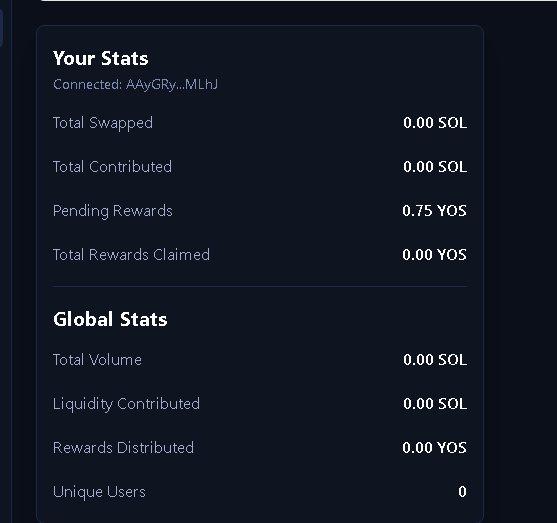 Your Stats
Connected: AAyGRy...MLhJ
Total Swapped 0.00 SOL
Total Contributed 0.00 SOL
Pending Rewards 0.75 YOS
Total Rewards Claimed 0.00 YOS
Global Stats
Total Volume 0.00 SOL
Liquidity Contributed 0.00 SOL
Rewards Distributed 0.00 YOS
Unique Users 0